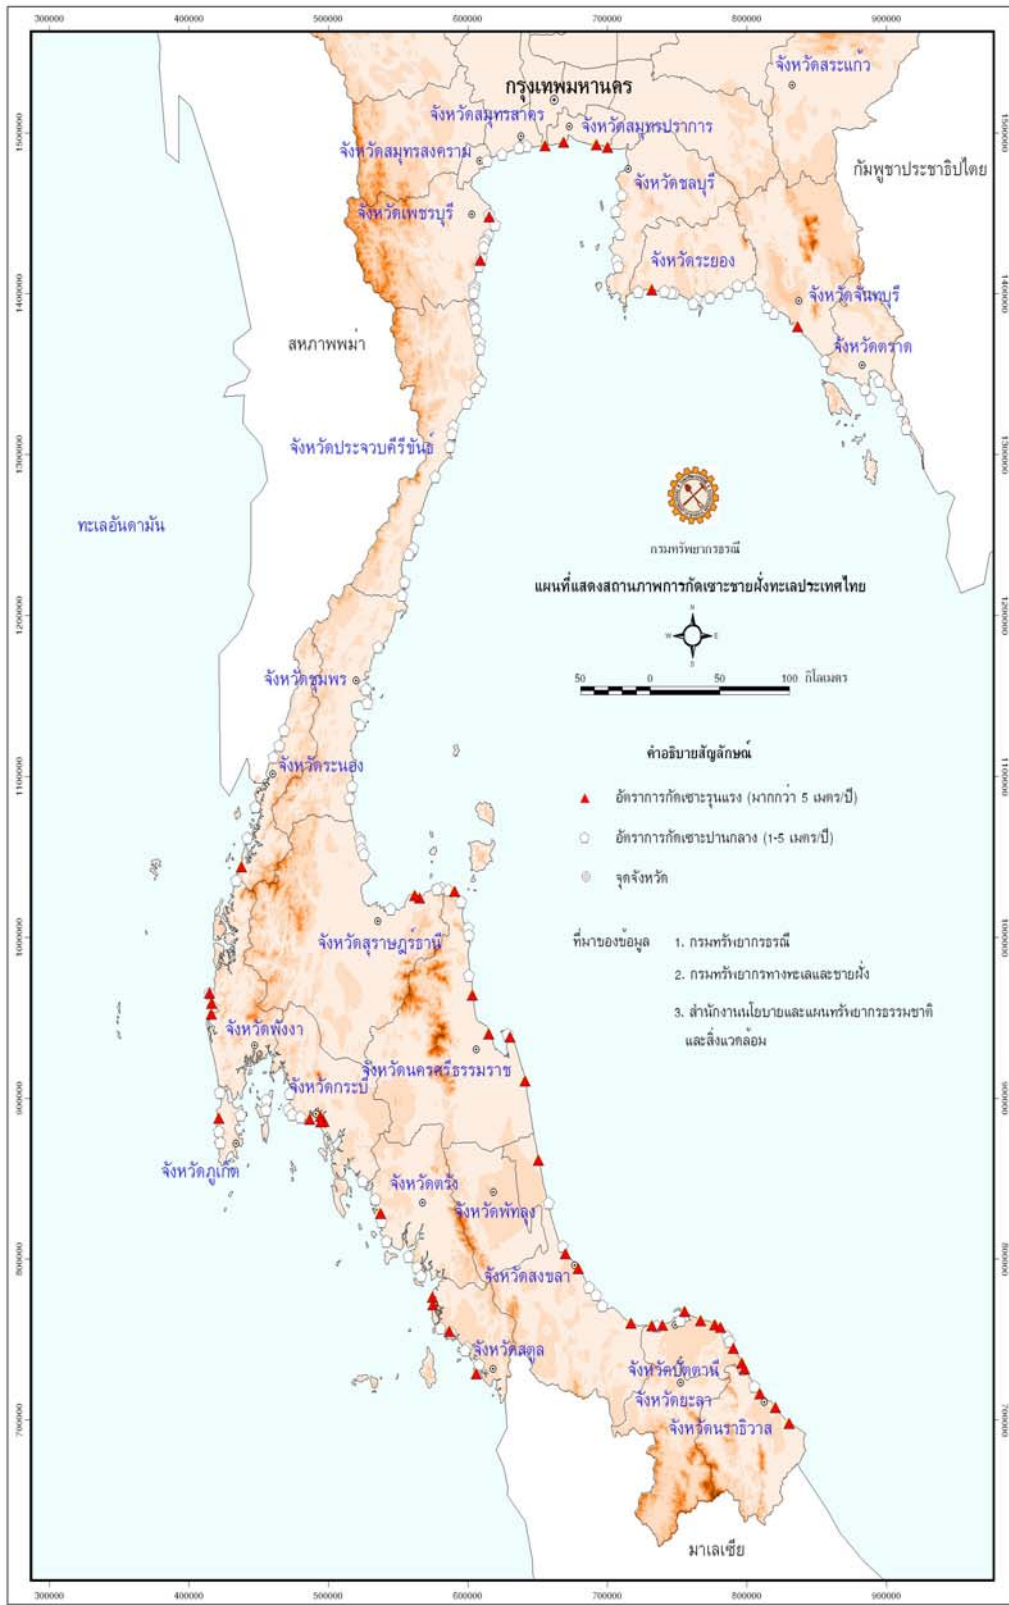 300000 400000 500000 600000 700000 800000 900000
จังหวัดสระแก้ว
กรุงเทพมหานคร
จังหวัดสมุทรสาคร
จังหวัดสมุทรปราการ
1500000
1500000
จังหวัดสมุทรสงคราม
กัมพูชาประชาธิปไตย
จังหวัดชลบุรี
จังหวัดเพชรบุรี
จังหวัดระยอง
1400000
1400000
จังหวัดจันทบุรี
สหภาพพม่า
จังหวัดตราด
จังหวัดประจวบคีรีขันธ์
1300000
1300000
ทะเลอันดามัน
กรมทรัพยากรธรณี
แผนที่แสดงสถานภาพการกัดเซาะชายฝั่งทะเลประเทศไทย
1200000
1200000
N
W E
S
จังหวัดชุมพร
50 0 50 100 กิโลเมตร
คำอธิบายสัญลักษณ์
จังหวัดระนอง
1100000
1100000
อัตราการกัดเซาะรุนแรง (มากกว่า 5 เมตร/ปี)
อัตราการกัดเซาะปานกลาง (1-5 เมตร/ปี)
จุดจังหวัด
1000000
1000000
จังหวัดสุราษฎร์ธานี
ที่มาของข้อมูล 1. กรมทรัพยากรธรณี
2. กรมทรัพยากรทางทะเลและชายฝั่ง
3. สำนักงานนโยบายและแผนทรัพยากรธรรมชาติ
และสิ่งแวดล้อม
จังหวัดพังงา
จังหวัดนครศรีธรรมราช
จังหวัดกระบี่
900000
900000
จังหวัดภูเก็ต
จังหวัดตรัง
จังหวัดพัทลุง
800000
800000
จังหวัดสงขลา
จังหวัดสตูล
จังหวัดปัตตานี
จังหวัดยะลา
700000
700000
จังหวัดนราธิวาส
มาเลเซีย
300000 400000 500000 600000 700000 800000 900000